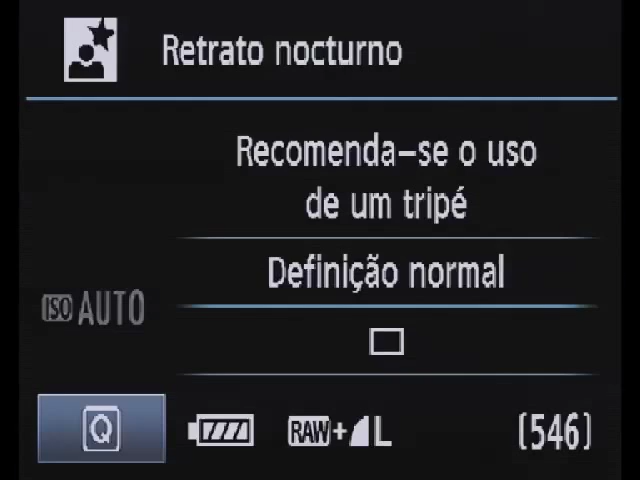 Retrato nocturno
Recomenda-se o uso
de um tripé
Definição normal
ISO AUTO
Q
RAW+L
[546]